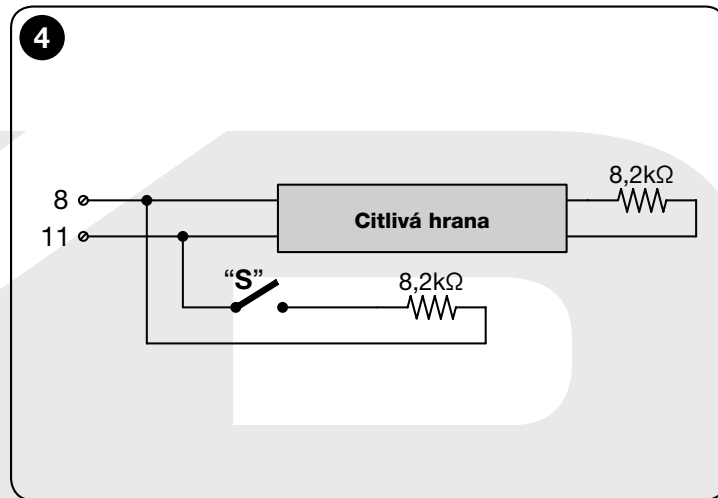 4
8,2kΩ
8
Citlivá hrana
11
“S”
8,2kΩ